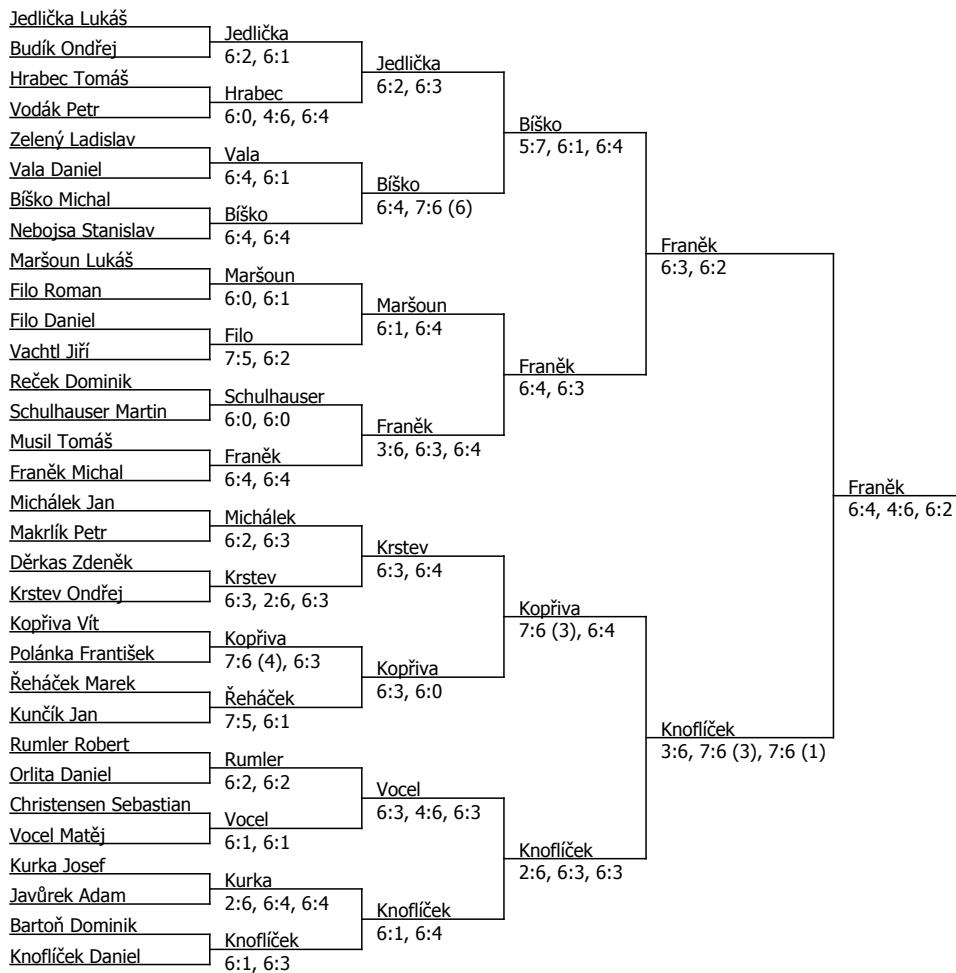 Jedlička Lukáš
Budík Ondřej
Hrabec Tomáš
Vodák Petr
Zelený Ladislav
Vala Daniel
Bíško Michal
Nebojsa Stanislav
Maršoun Lukáš
Filo Roman
Filo Daniel
Vachtl Jiří
Reček Dominik
Schulhauser Martin
Musil Tomáš
Franěk Michal
Michálek Jan
Makrlík Petr
Děrkas Zdeněk
Krstev Ondřej
Kopřiva Vít
Polánka František
Řeháček Marek
Kunčík Jan
Rumler Robert
Orlita Daniel
Christensen Sebastian
Vocel Matěj
Kurka Josef
Javůrek Adam
Bartoň Dominik
Knoflíček Daniel
Jedlička
6:2, 6:1
Hrabec
6:0, 4:6, 6:4
Vala
6:4, 6:1
Bíško
6:4, 6:4
Maršoun
6:0, 6:1
Filo
7:5, 6:2
Schulhauser
6:0, 6:0
Franěk
6:4, 6:4
Michálek
6:2, 6:3
Krstev
6:3, 2:6, 6:3
Kopřiva
7:6 (4), 6:3
Řeháček
7:5, 6:1
Rumler
6:2, 6:2
Vocel
6:1, 6:1
Kurka
2:6, 6:4, 6:4
Knoflíček
6:1, 6:3
Jedlička
6:2, 6:3
Bíško
6:4, 7:6 (6)
Maršoun
6:1, 6:4
Franěk
3:6, 6:3, 6:4
Krstev
6:3, 6:4
Kopřiva
6:3, 6:0
Vocel
6:3, 4:6, 6:3
Knoflíček
6:1, 6:4
Bíško
5:7, 6:1, 6:4
Franěk
6:4, 6:3
Kopřiva
7:6 (3), 6:4
Knoflíček
2:6, 6:3, 6:3
Franěk
6:3, 6:2
Knoflíček
3:6, 7:6 (3), 7:6 (1)
Franěk
6:4, 4:6, 6:2